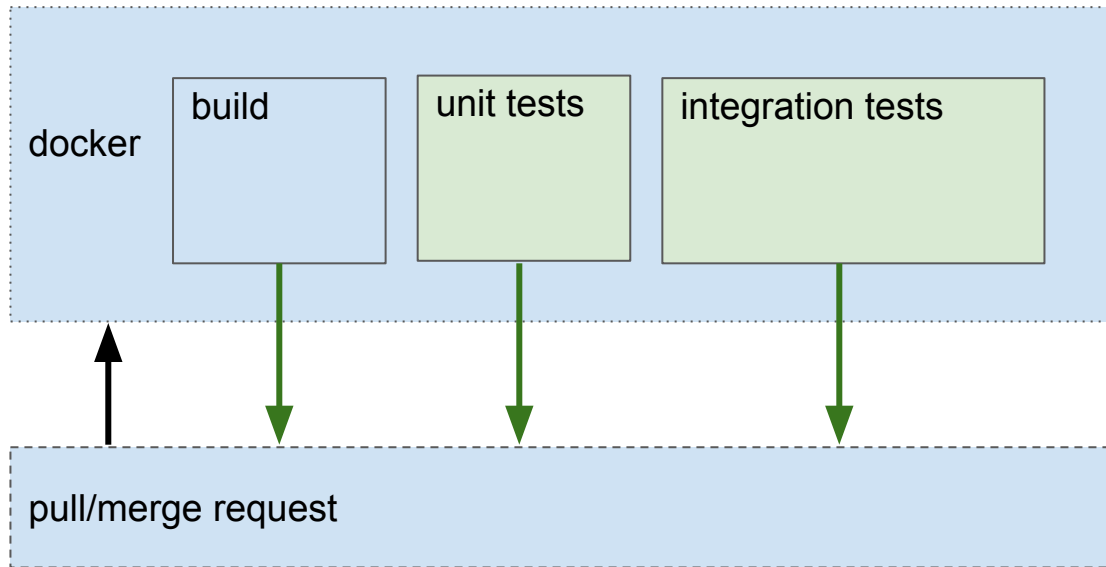 docker
build
unit tests
integration tests
pull/merge request